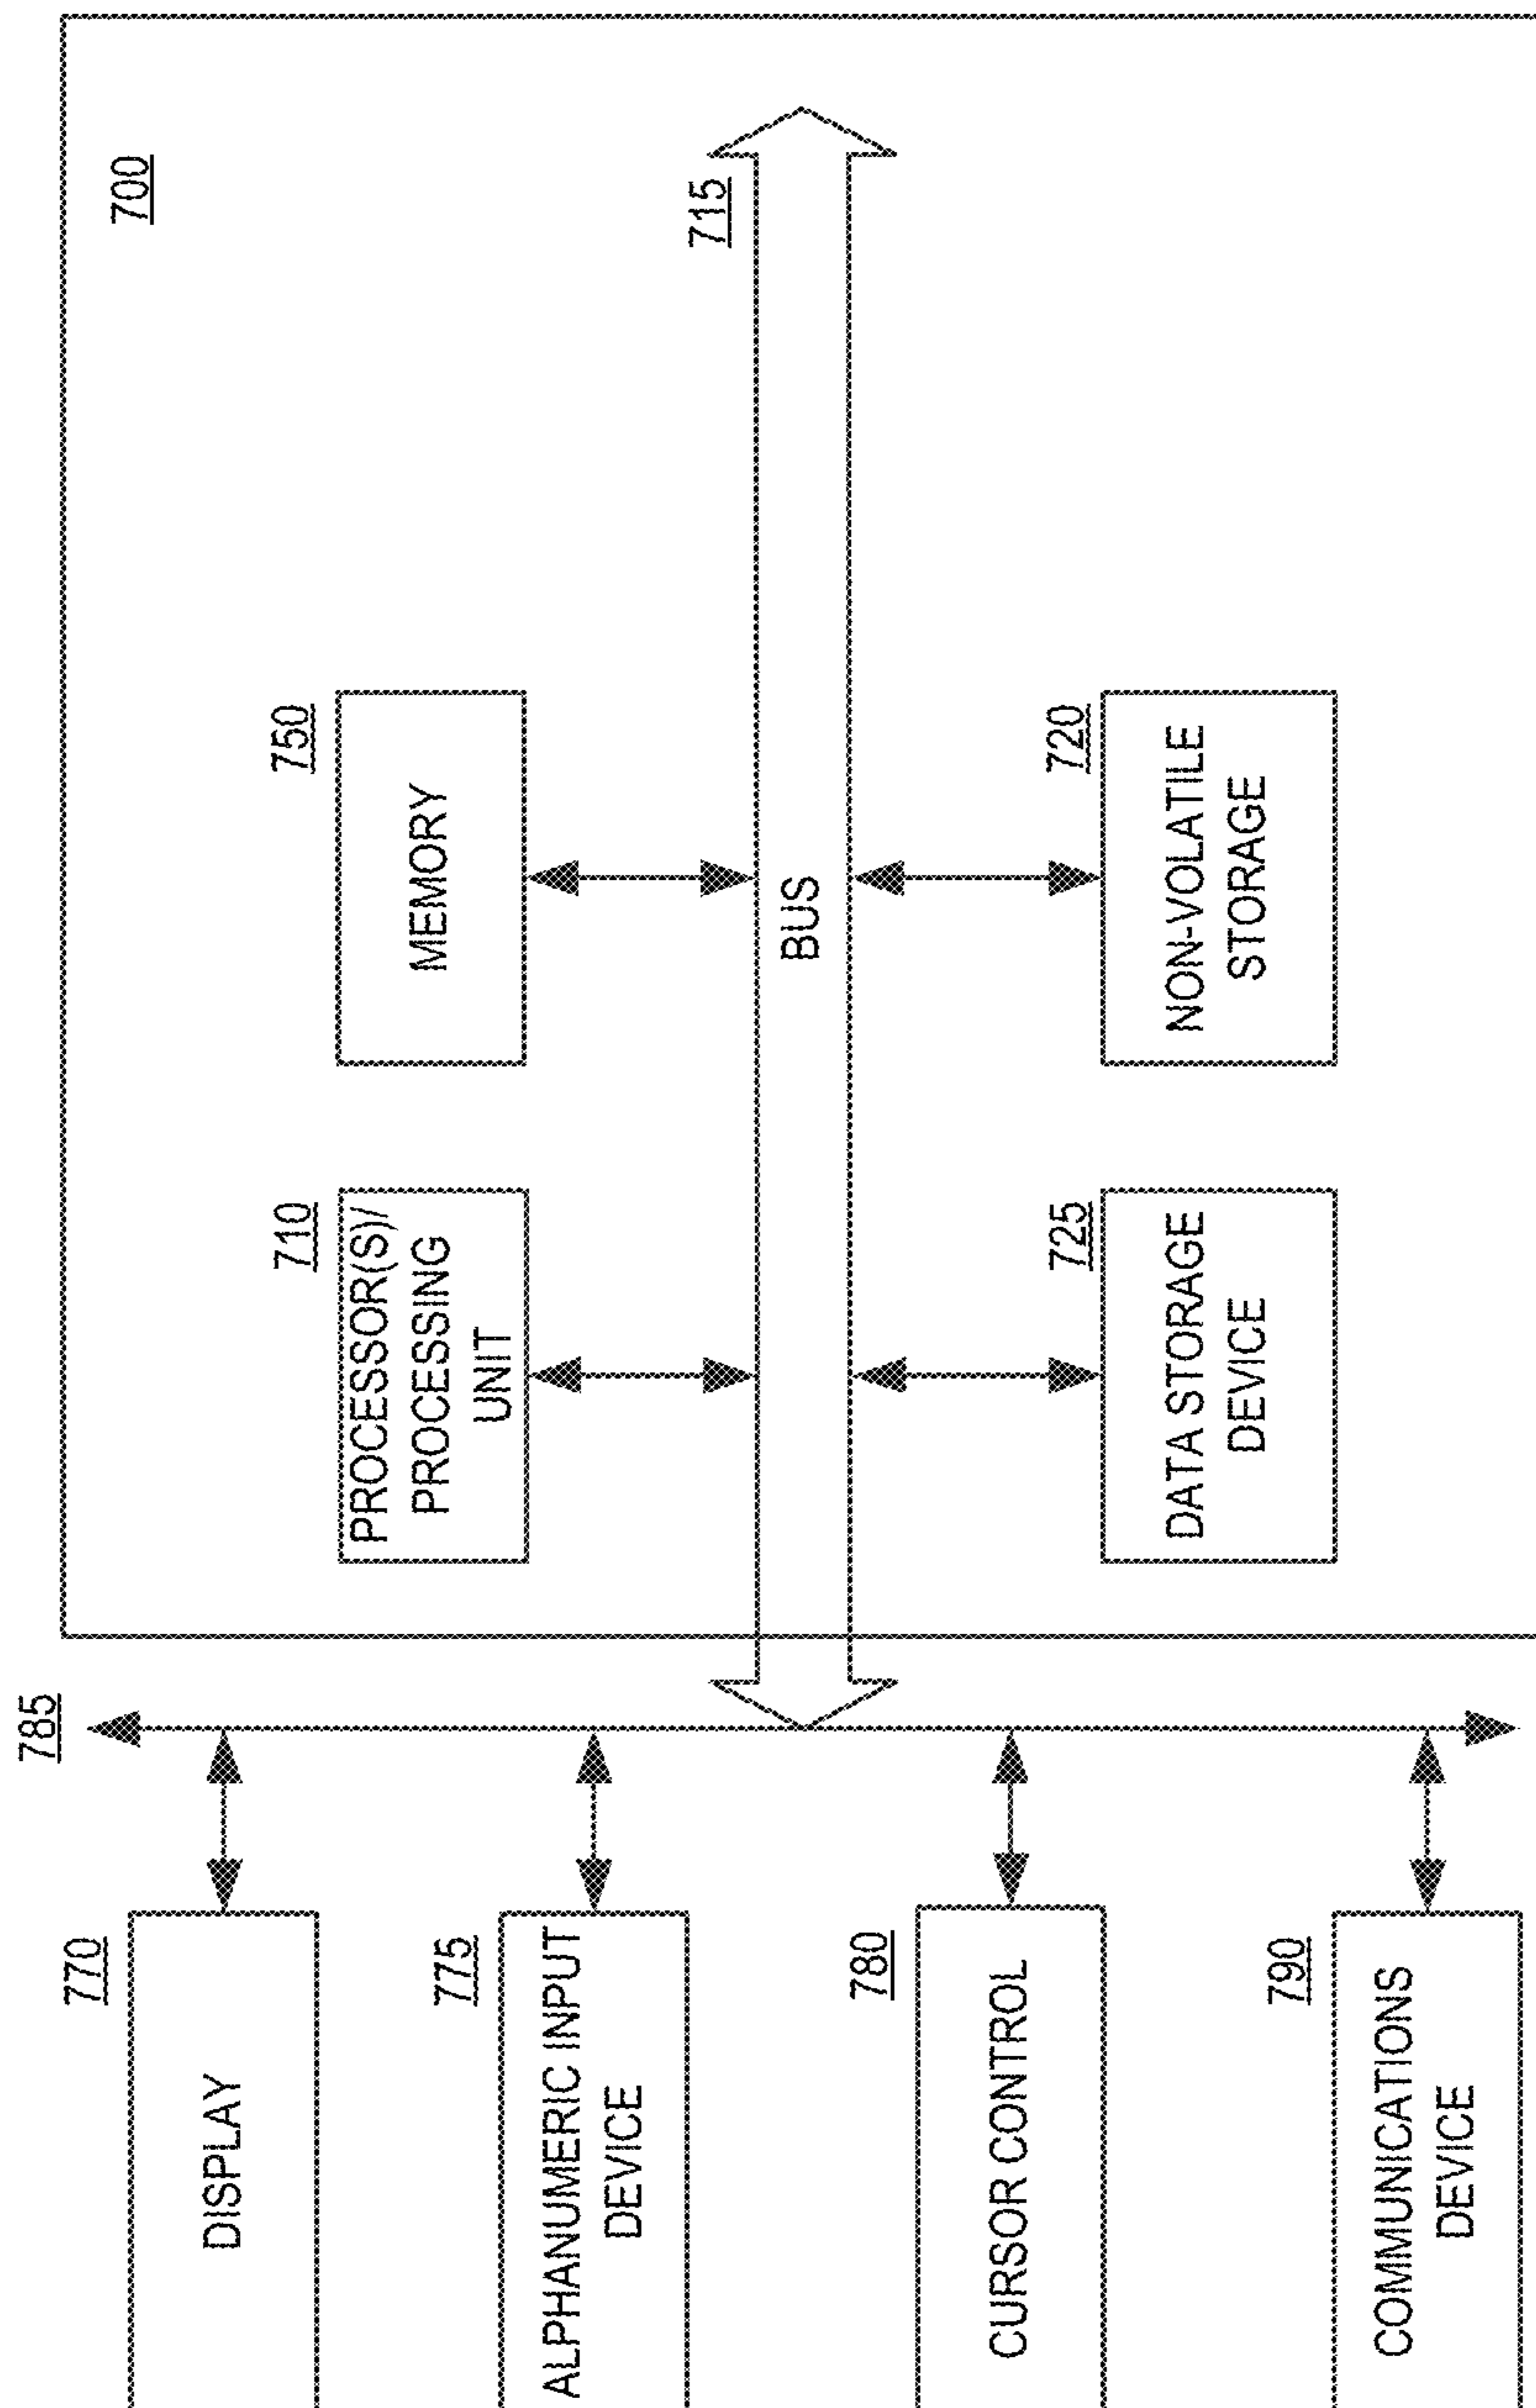 700
715
750
MEMORY
BUS
720
NON-VOLATILE
STORAGE
710
PROCESSOR(S)/
PROCESSING
UNIT
725
DATA STORAGE
DEVICE
785
770
DISPLAY
775
ALPHANUMERIC INPUT
DEVICE
780
CURSOR CONTROL
790
COMMUNICATIONS
DEVICE